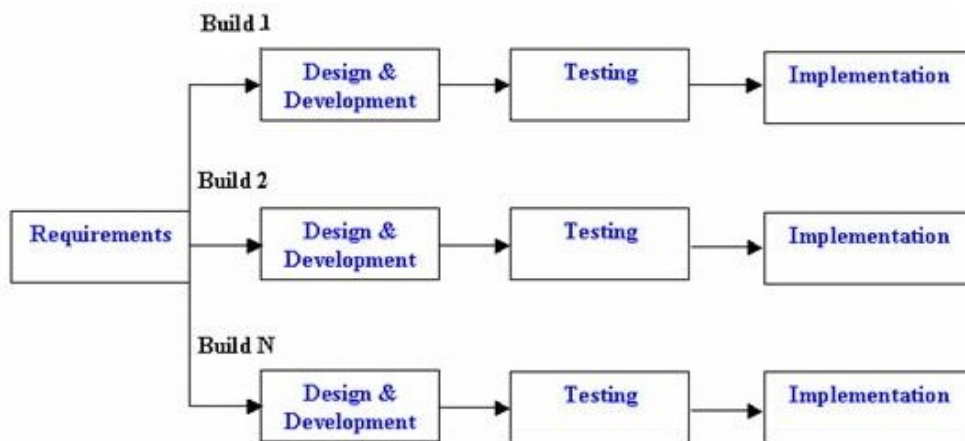 Build 1
Design &
Development
Testing
Implementation
Build 2
Requirements
Design &
Development
Testing
Implementation
Build N
Design &
Development
Testing
Implementation